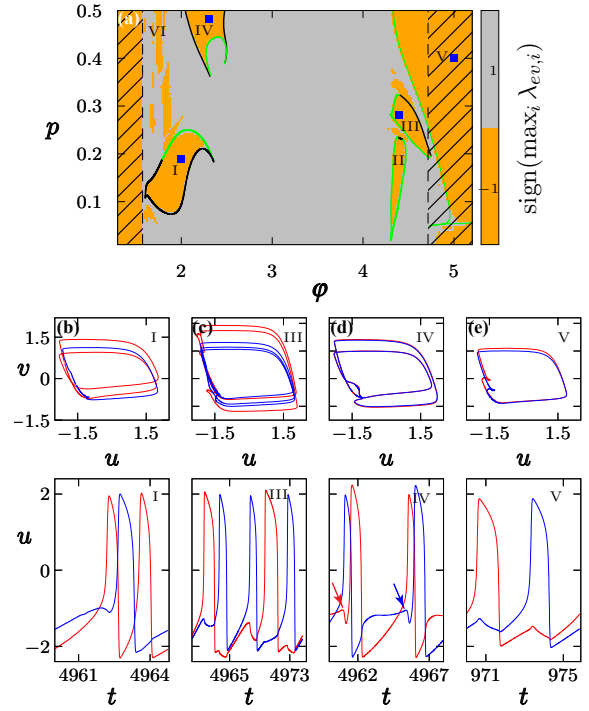 (a)
0.5
0.4
0.3
0.2
0.1
p
VI
IV
V
III
I
II
2
3
4
5
φ
1
−1
sign(max_i λ_{ev,i})
(b) I
(c) III
(d) IV
(e) V
1.5
v 0
−1.5
−1.5 1.5 −1.5 1.5 −1.5 1.5 −1.5 1.5
u u u u
I III IV V
2
u 0
−2
4961 4964 4965 4973 4962 4967 971 975
t t t t